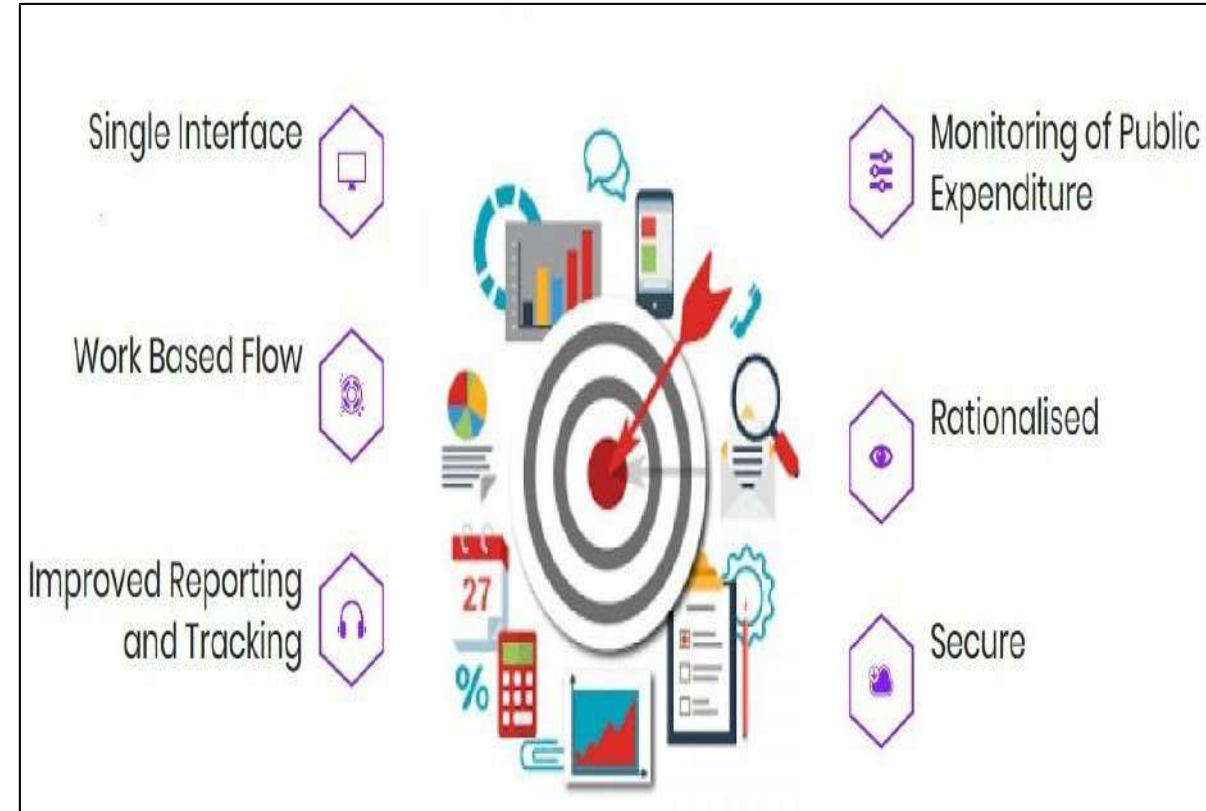 Single Interface
Work Based Flow
Improved Reporting
and Tracking
27
%
Monitoring of Public
Expenditure
Rationalised
Secure